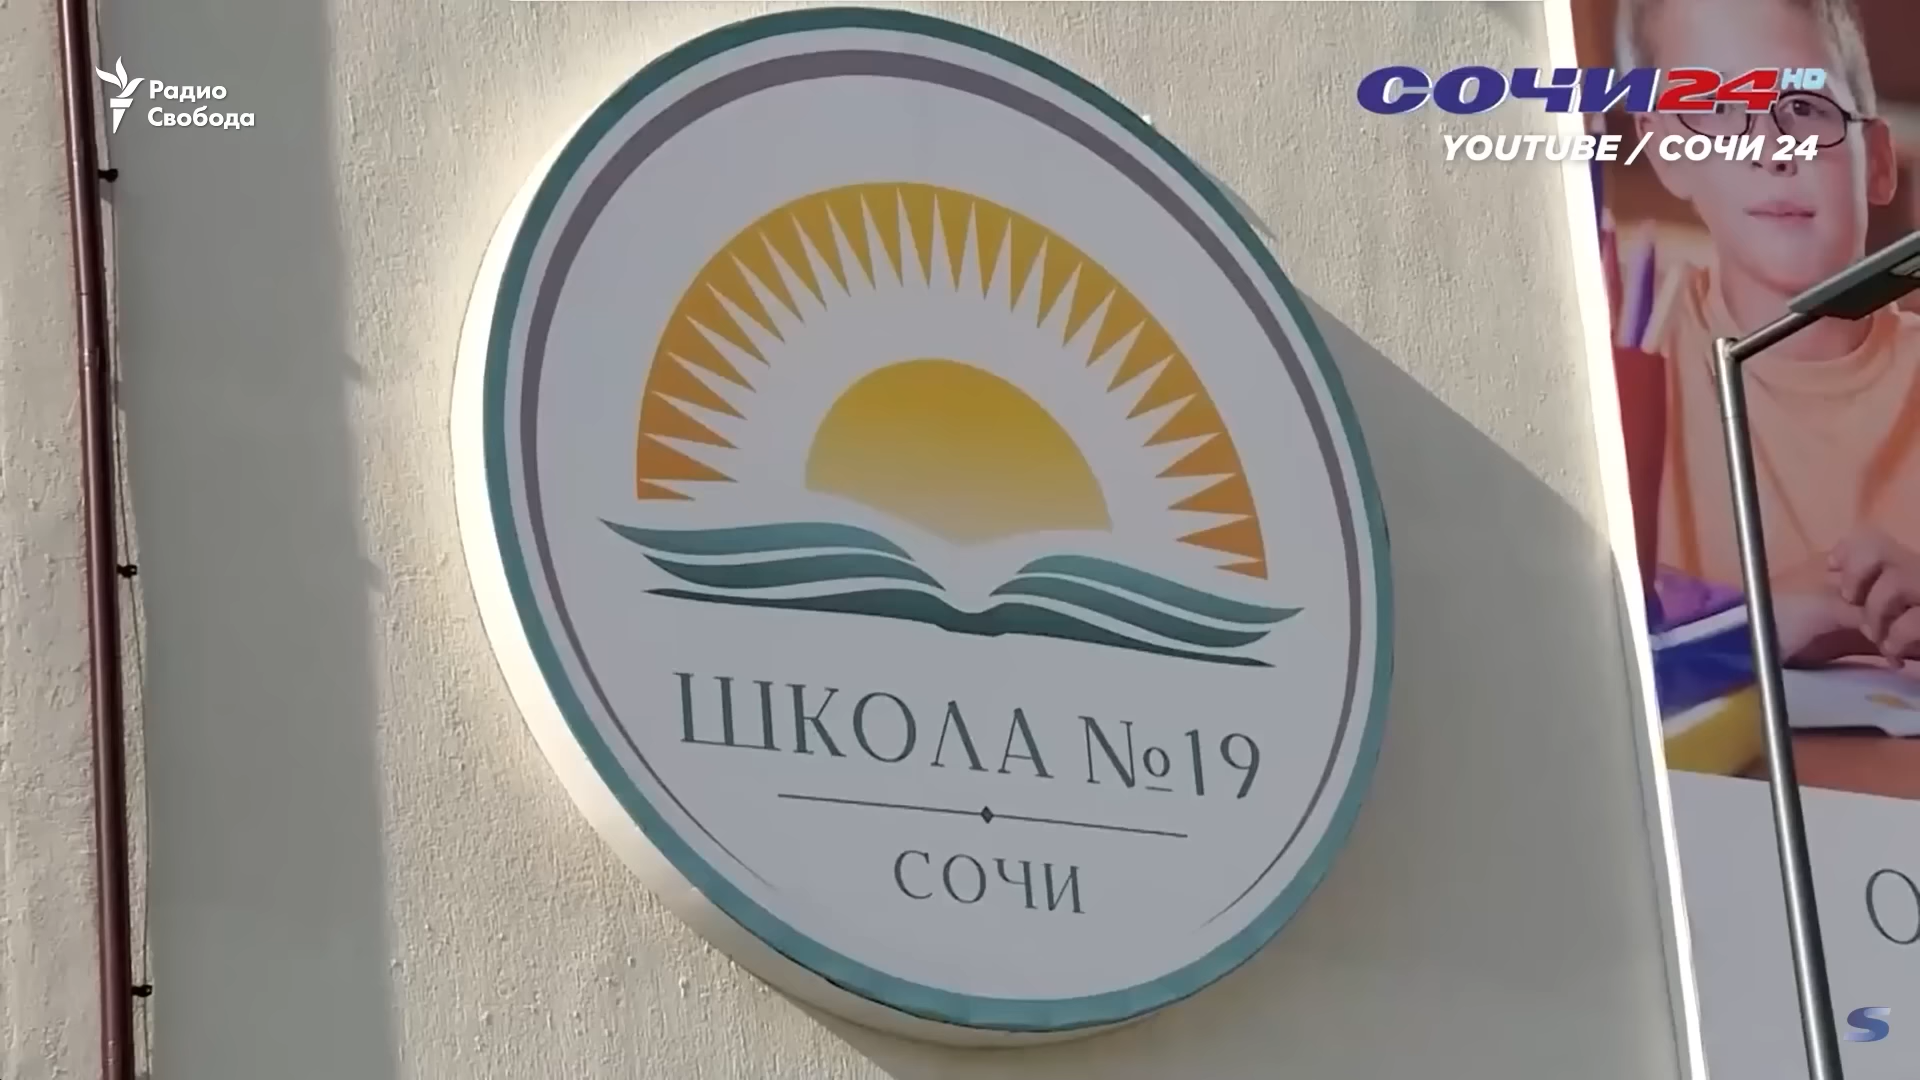 Радио
Свобода
СОЧИ24HD
YOUTUBE / СОЧИ 24
ШКОЛА №19
СОЧИ
О
S